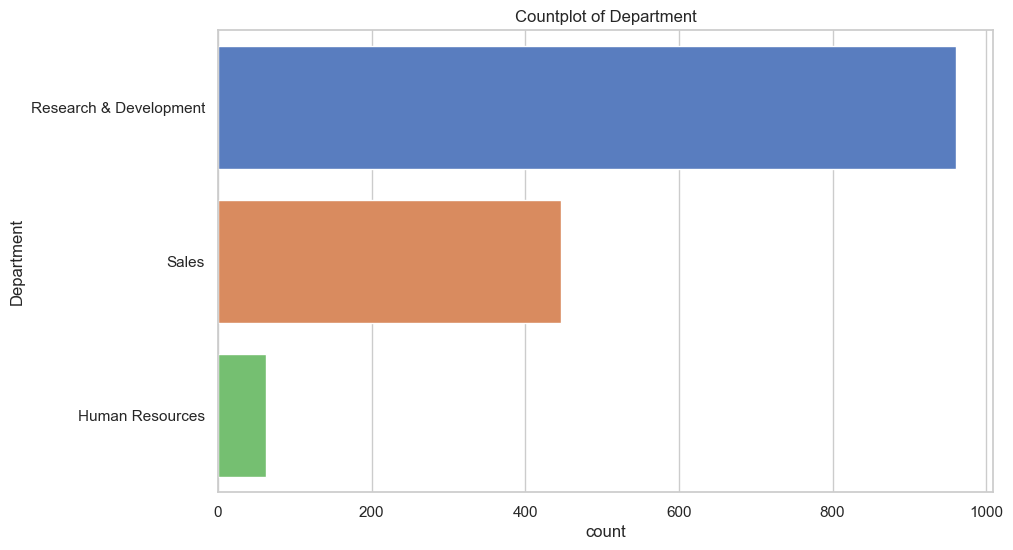 Countplot of Department
Research & Development
Sales
Human Resources
Department
0 200 400 600 800 1000
count